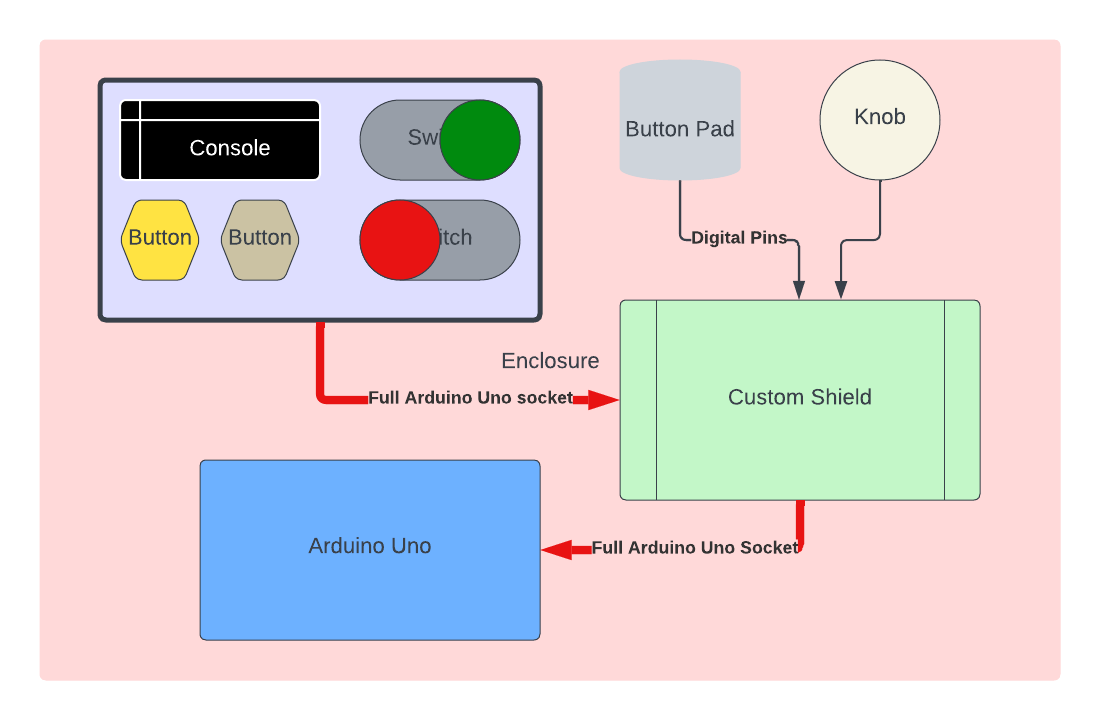 Console
Swi
Button
Button
itch
Button Pad
Knob
Digital Pins
Enclosure
Full Arduino Uno socket
Custom Shield
Arduino Uno
Full Arduino Uno Socket